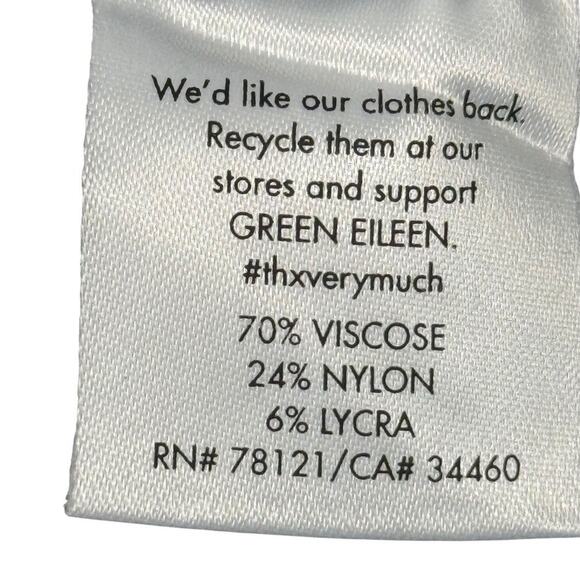 We'd like our clothes back.
Recycle them at our
stores and support
GREEN EILEEN.
#thxverymuch
70% VISCOSE
24% NYLON
6% LYCRA
RN# 78121/CA# 34460